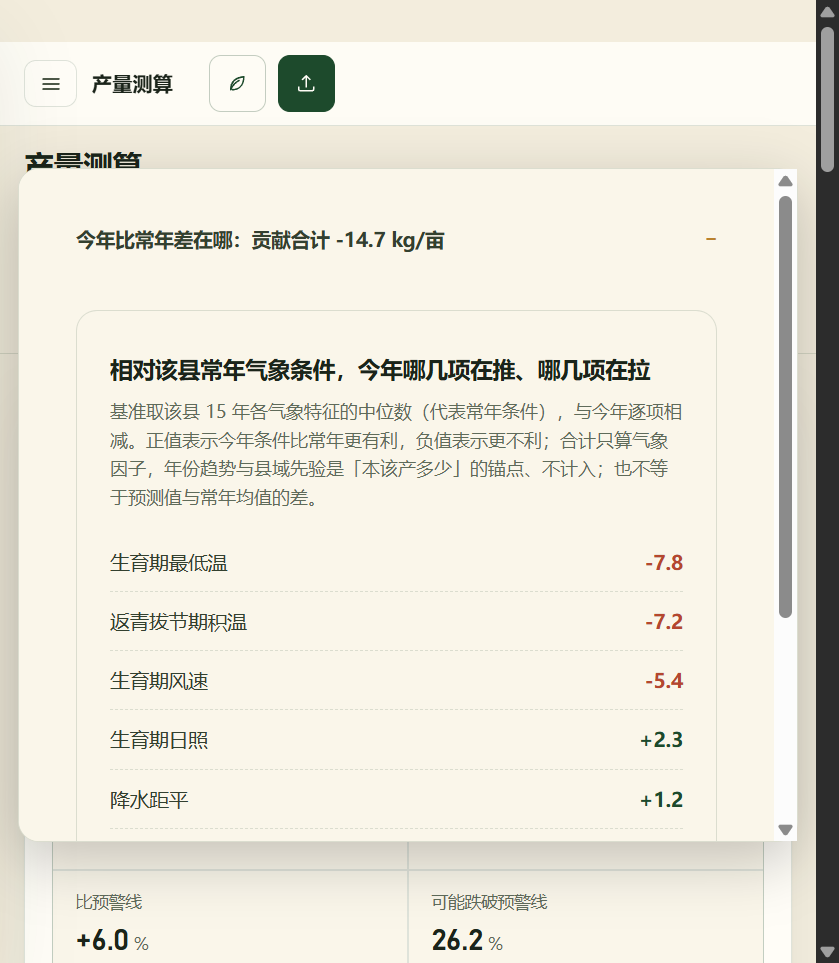 产量测算
产量测算
今年比常年差在哪：贡献合计 -14.7 kg/亩
相对该县常年气象条件，今年哪几项在推、哪几项在拉
基准取该县 15 年各气象特征的中位数（代表常年条件），与今年逐项相
减。正值表示今年条件比常年更有利，负值表示更不利；合计只算气象
因子，年份趋势与县域先验是「本该产多少」的锚点、不计入；也不等
于预测值与常年均值的差。
生育期最低温 -7.8
返青拔节期积温 -7.2
生育期风速 -5.4
生育期日照 +2.3
降水距平 +1.2
比预警线 可能跌破预警线
+6.0 % 26.2 %